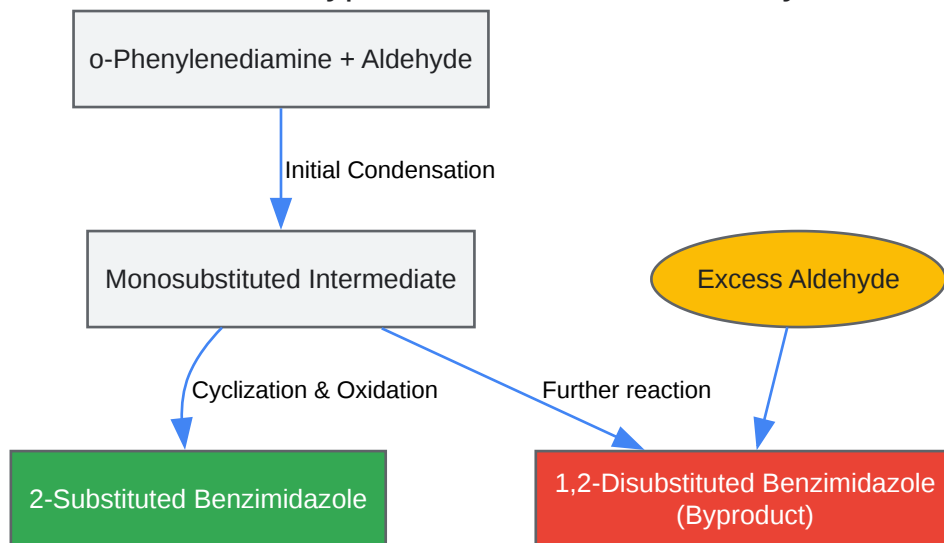 o-Phenylenediamine + Aldehyde
Initial Condensation
Monosubstituted Intermediate
Excess Aldehyde
Cyclization & Oxidation
Further reaction
2-Substituted Benzimidazole
1,2-Disubstituted Benzimidazole
(Byproduct)